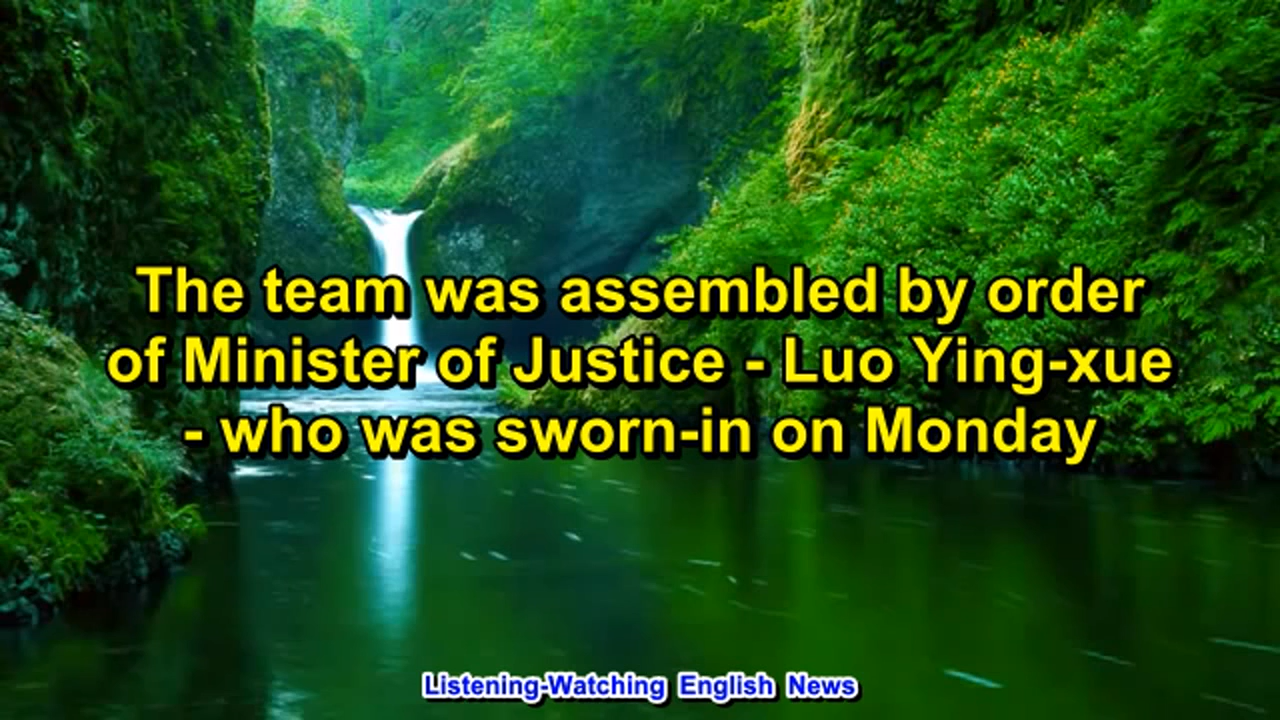 The team was assembled by order
of Minister of Justice - Luo Ying-xue
- who was sworn-in on Monday
Listening-Watching English News